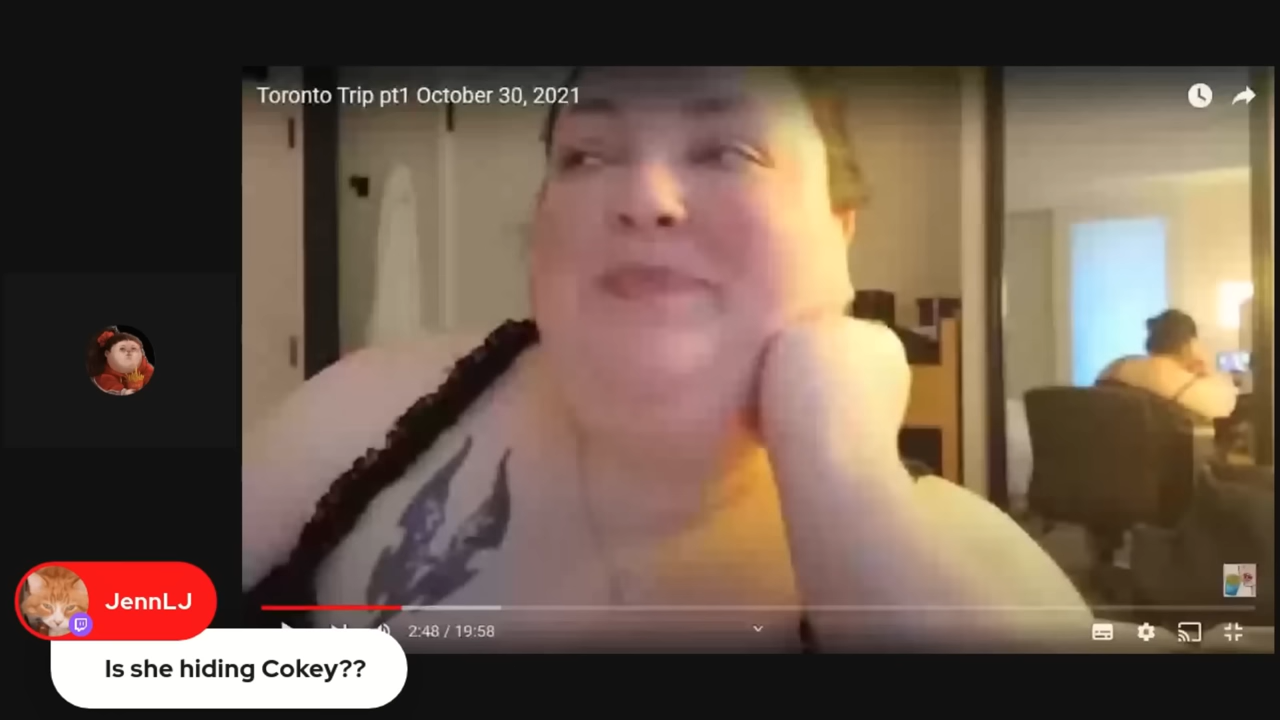 Toronto Trip pt1 October 30, 2021
2:48 / 19:58
JennLJ
Is she hiding Cokey??